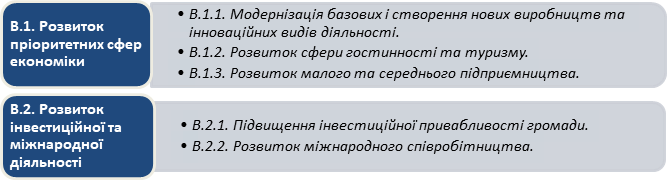 В.1. Розвиток
пріоритетних сфер
економіки
• В.1.1. Модернізація базових і створення нових виробництв та
інноваційних видів діяльності.
• В.1.2. Розвиток сфери гостинності та туризму.
• В.1.3. Розвиток малого та середнього підприємництва.
В.2. Розвиток
інвестиційної та
міжнародної
діяльності
• В.2.1. Підвищення інвестиційної привабливості громади.
• В.2.2. Розвиток міжнародного співробітництва.